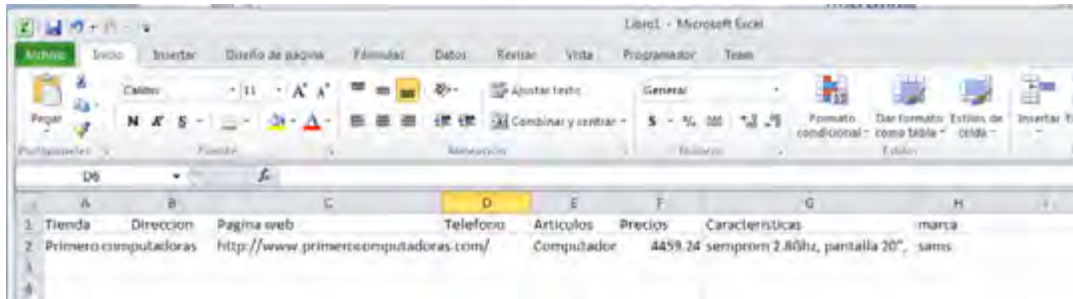 Libro1 - Microsoft Excel
Archivo Inicio Insertar Diseño de página Fórmulas Datos Revisar Vista Programador Team
Calibri 11 A A Ajustar texto General
Pegar N K S Combinar y centrar $ % 000 Formato condicional Dar formato como tabla Estilos de celda Insertar
Portapapeles Fuente Alineación Número Estilos
D6 fx
A B C D E F G H I
1 Tienda Direccion Pagina web Telefono Articulos Precios Caracteristicas marca
2 Primero computadoras http://www.primerocomputadoras.com/ Computador 4459.24 semprom 2.8Ghz, pantalla 20", sams
3
4